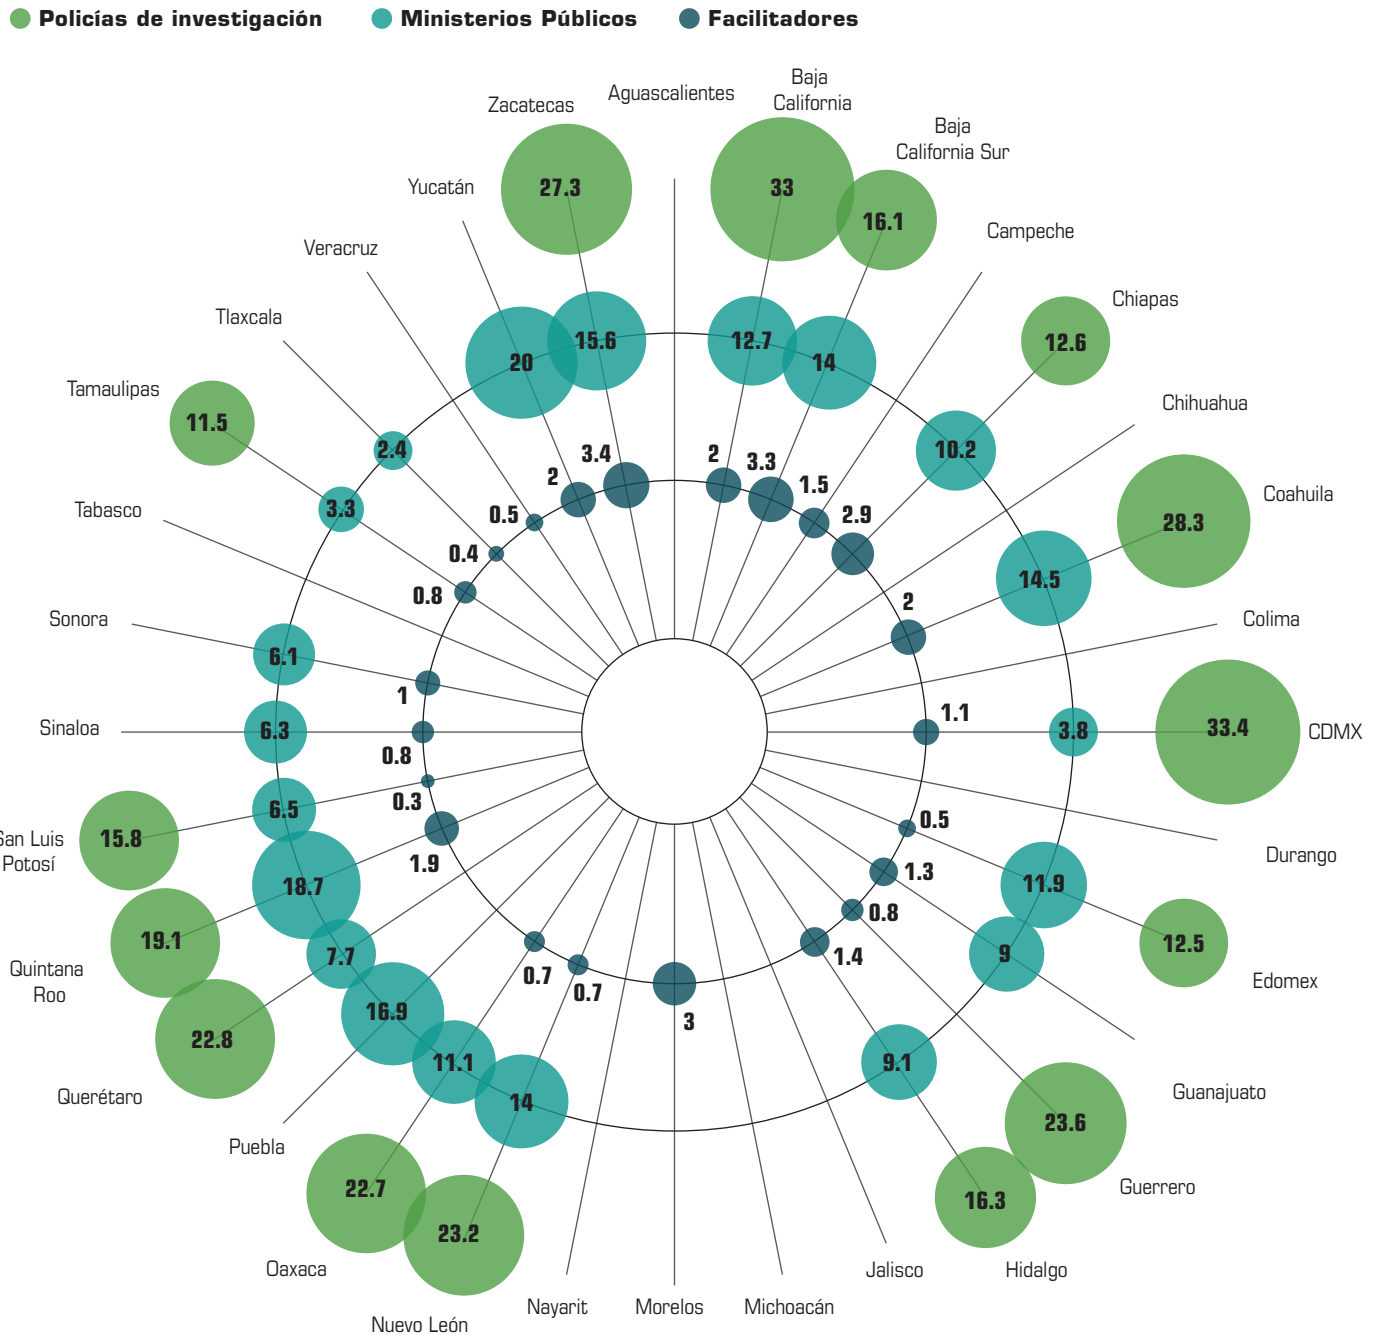 Policías de investigación
Ministerios Públicos
Facilitadores
Aguascalientes
Baja
California
33
12.7
2
Baja
California Sur
16.1
14
3.3
Campeche
1.5
Chiapas
12.6
10.2
2.9
Chihuahua
Coahuila
28.3
14.5
2
Colima
CDMX
33.4
3.8
1.1
Durango
Edomex
12.5
11.9
0.5
Guanajuato
9
1.3
Guerrero
23.6
0.8
Hidalgo
16.3
9.1
1.4
Jalisco
Michoacán
Morelos
3
Nayarit
Nuevo León
23.2
14
0.7
Oaxaca
22.7
11.1
0.7
Puebla
16.9
Querétaro
22.8
7.7
Quintana
Roo
19.1
18.7
1.9
San Luis
Potosí
15.8
6.5
0.3
Sinaloa
6.3
0.8
Sonora
6.1
1
Tabasco
Tamaulipas
11.5
3.3
0.8
Tlaxcala
2.4
0.4
Veracruz
0.5
Yucatán
20
2
Zacatecas
27.3
15.6
3.4